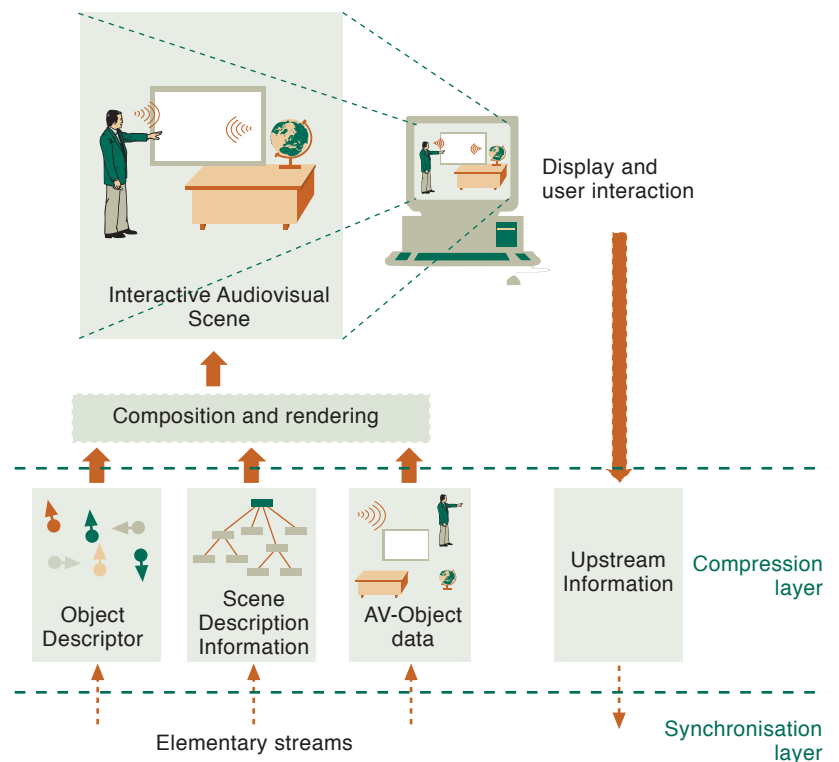 Display and
user interaction
Interactive Audiovisual
Scene
Composition and rendering
Object
Descriptor
Scene
Description
Information
AV-Object
data
Upstream
Information
Compression
layer
Elementary streams
Synchronisation
layer